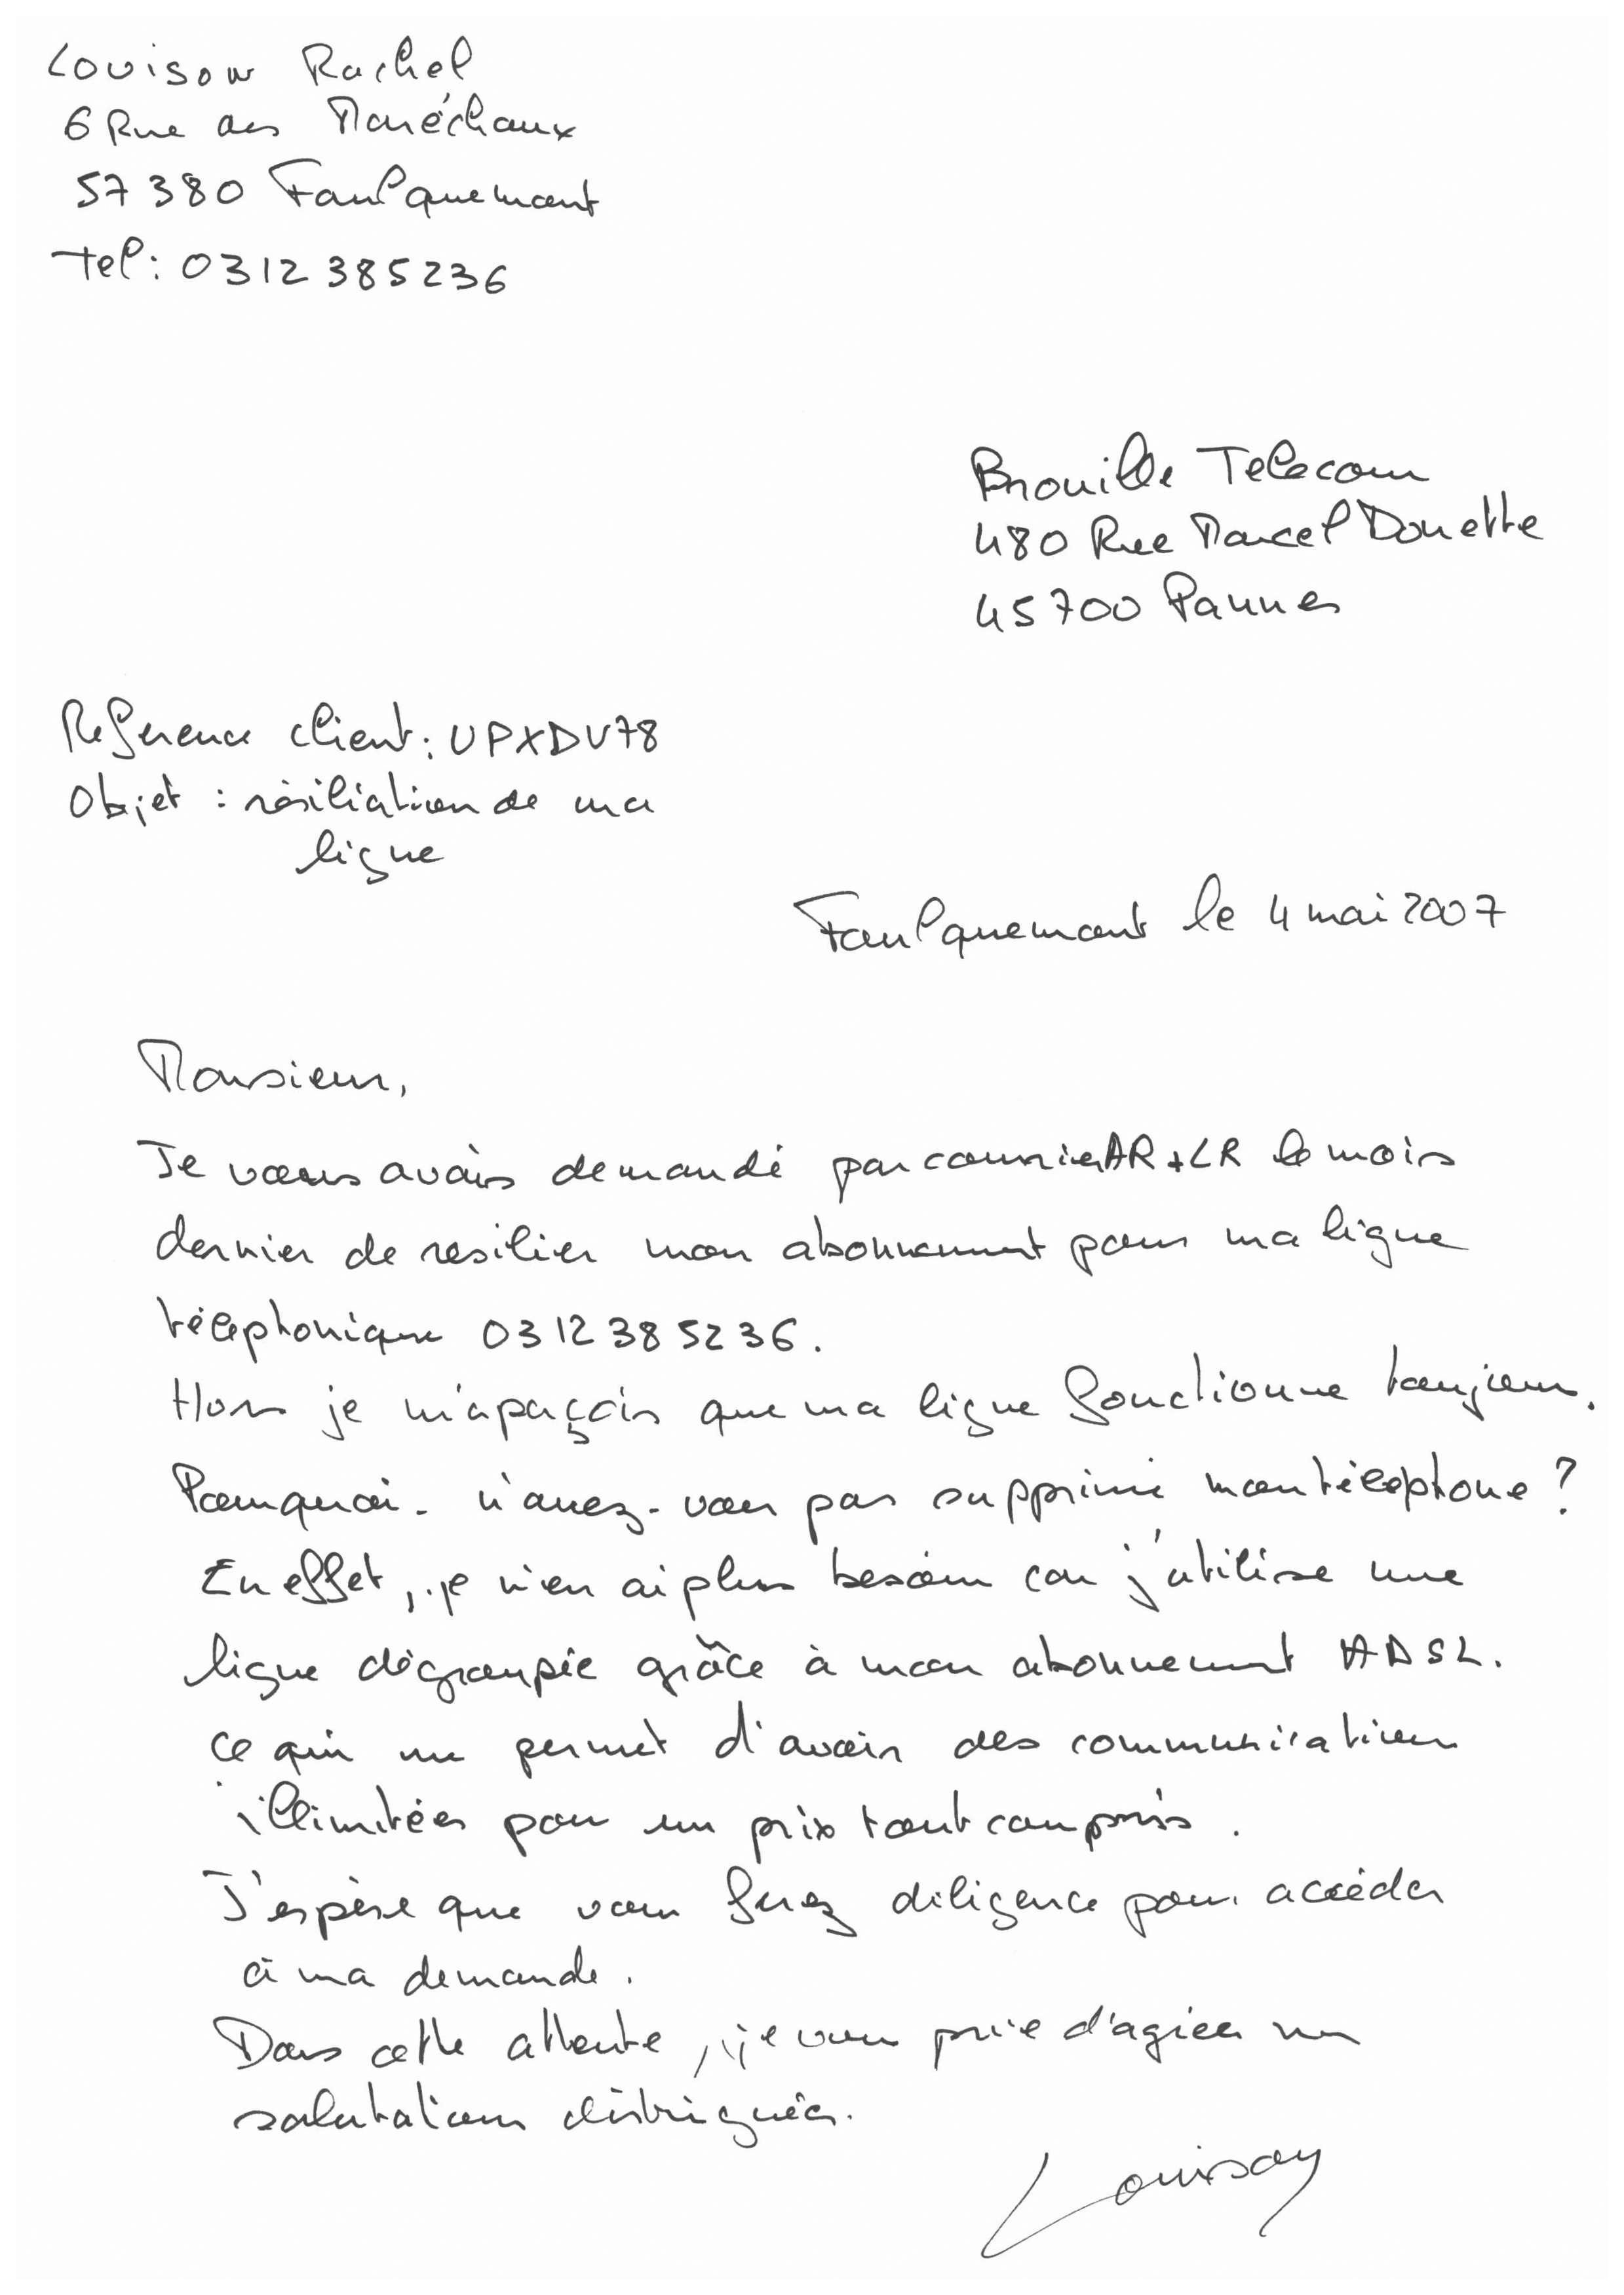 Louison Rachel
6 Rue des Maréchaux
57380 Faulquemont
Tel: 0312385236
Brouille Telecom
480 Rue Marcel Douette
45700 Pannes
Reference client: UPXDV78
Objet : résiliation de ma
ligne
Faulquemont le 4 mai 2007
Monsieur,
Je vous avais demandé par courrier AR+LR le mois
dernier de resilier mon abonnement pour ma ligne
téléphonique 0312385236.
Hors je m'aperçois que ma ligne fonctionne toujours.
Pourquoi n'avez-vous pas supprimé mon téléphone ?
En effet, je n'en ai plus besoin car j'utilise une
ligne dégroupée grâce à mon abonnement ADSL.
Ce qui me permet d'avoir des communications
illimitées pour un prix tout compris.
J'espère que vous ferez diligence pour accéder
à ma demande.
Dans cette attente, je vous prie d'agréer mes
salutations distinguées.
Louison